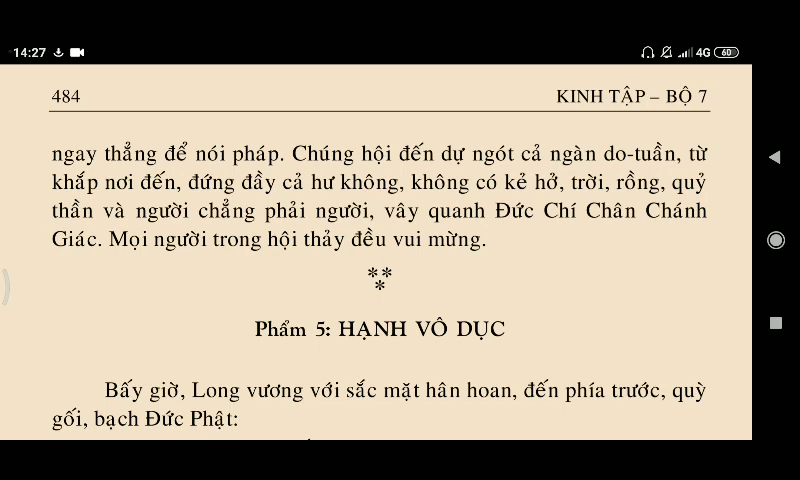 14:27 4G 60
484 KINH TẬP – BỘ 7
ngay thẳng để nói pháp. Chúng hội đến dự ngót cả ngàn do-tuần, từ
khắp nơi đến, đứng đầy cả hư không, không có kẻ hở, trời, rồng, quỷ
thần và người chẳng phải người, vây quanh Đức Chí Chân Chánh
Giác. Mọi người trong hội thảy đều vui mừng.
**
*
Phẩm 5: HẠNH VÔ DỤC
Bấy giờ, Long vương với sắc mặt hân hoan, đến phía trước, quỳ
gối, bạch Đức Phật: